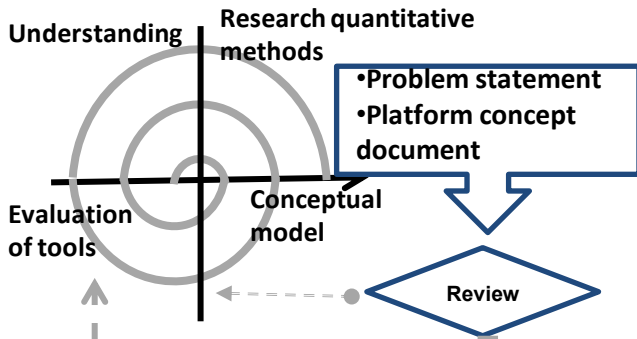 Understanding
Research quantitative
methods
•Problem statement
•Platform concept
document
Evaluation
of tools
Conceptual
model
Review